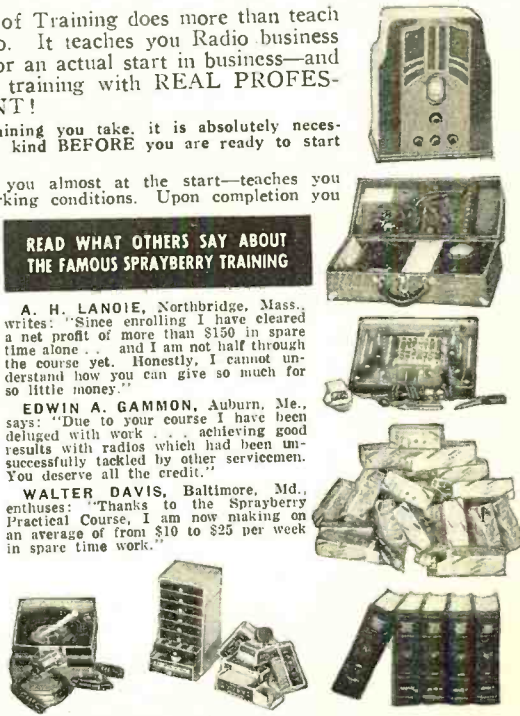 of Training does more than teach
o. It teaches you Radio business
or an actual start in business—and
training with REAL PROFES-
NT!
ining you take, it is absolutely neces-
kind BEFORE you are ready to start
you almost at the start—teaches you
rking conditions. Upon completion you
READ WHAT OTHERS SAY ABOUT
THE FAMOUS SPRAYBERRY TRAINING
A. H. LANOIE, Northbridge, Mass.,
writes: "Since enrolling I have cleared
a net profit of more than $150 in spare
time alone . . and I am not half through
the course yet. Honestly, I cannot un-
derstand how you can give so much for
so little money."
EDWIN A. GAMMON, Auburn, Me.,
says: "Due to your course I have been
deluged with work . . . achieving good
results with radios which had been un-
successfully tackled by other servicemen.
You deserve all the credit."
WALTER DAVIS, Baltimore, Md.,
enthuses: "Thanks to the Sprayberry
Practical Course, I am now making on
an average of from $10 to $25 per week
in spare time work."